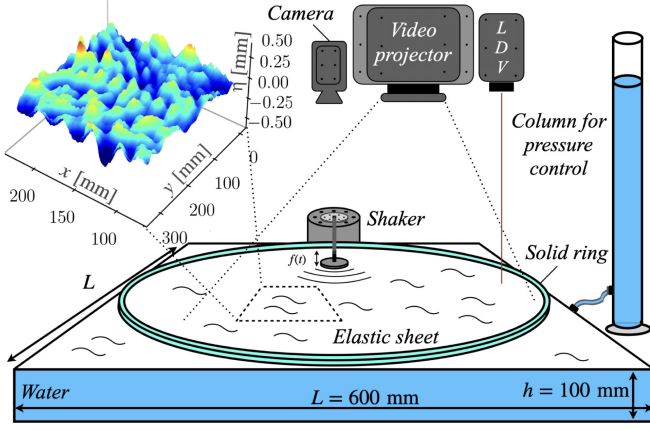 Camera
Video
projector
L
D
V
0.50
0.25
0.00
−0.25
−0.50
η [mm]
x [mm]
y [mm]
0
100
200
300
200
150
100
Column for
pressure
control
Shaker
f(t)
Solid ring
L
Elastic sheet
Water
L = 600 mm
h = 100 mm